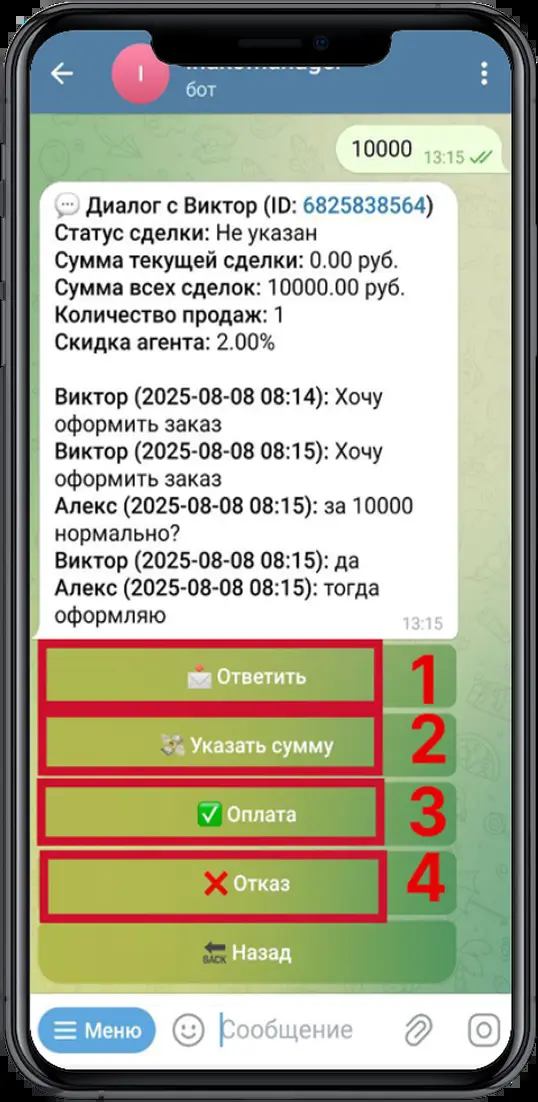 I
бот
10000
13:15
Диалог с Виктор (ID: 6825838564)
Статус сделки: Не указан
Сумма текущей сделки: 0.00 руб.
Сумма всех сделок: 10000.00 руб.
Количество продаж: 1
Скидка агента: 2.00%
Виктор (2025-08-08 08:14): Хочу
оформить заказ
Виктор (2025-08-08 08:15): Хочу
оформить заказ
Алекс (2025-08-08 08:15): за 10000
нормально?
Виктор (2025-08-08 08:15): да
Алекс (2025-08-08 08:15): тогда
оформляю
13:15
Ответить 1
Указать сумму 2
Оплата 3
Отказ 4
BACK Назад
Меню Сообщение